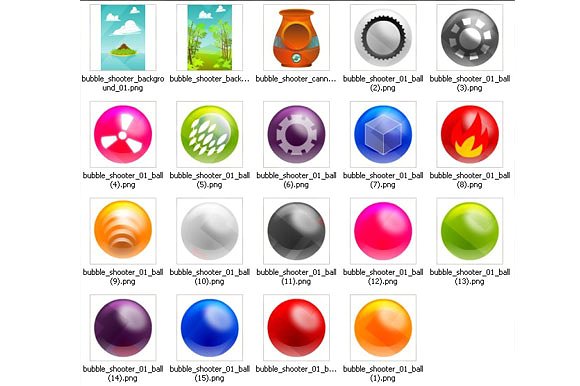 bubble_shooter_backgro
und_01.png
bubble_shooter_back...
bubble_shooter_cann...
bubble_shooter_01_ball
(2).png
bubble_shooter_01_ball
(3).png
bubble_shooter_01_ball
(4).png
bubble_shooter_01_ball
(5).png
bubble_shooter_01_ball
(6).png
bubble_shooter_01_ball
(7).png
bubble_shooter_01_ball
(8).png
bubble_shooter_01_ball
(9).png
bubble_shooter_01_ball
(10).png
bubble_shooter_01_ball
(11).png
bubble_shooter_01_ball
(12).png
bubble_shooter_01_ball
(13).png
bubble_shooter_01_ball
(14).png
bubble_shooter_01_ball
(15).png
bubble_shooter_01_b...
bubble_shooter_01_ball
(1).png